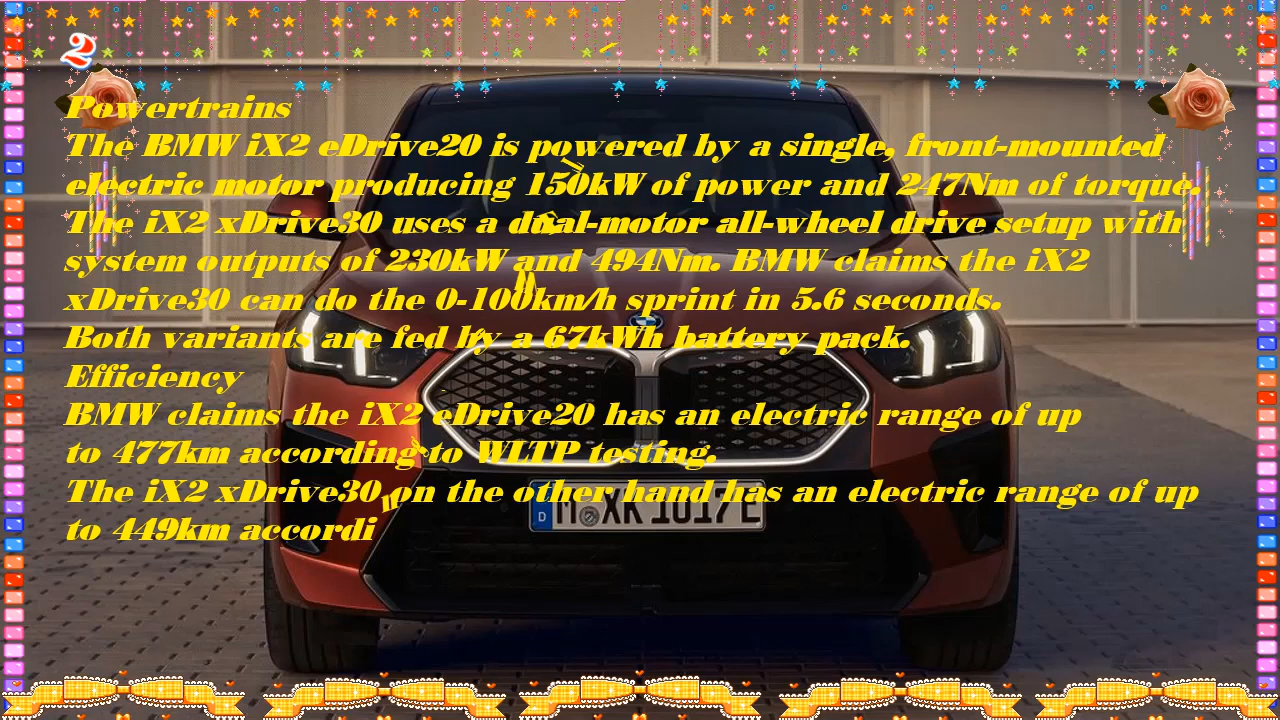 2
Powertrains
The BMW iX2 eDrive20 is powered by a single, front-mounted
electric motor producing 150kW of power and 247Nm of torque.
The iX2 xDrive30 uses a dual-motor all-wheel drive setup with
system outputs of 230kW and 494Nm. BMW claims the iX2
xDrive30 can do the 0-100km/h sprint in 5.6 seconds.
Both variants are fed by a 67kWh battery pack.
Efficiency
BMW claims the iX2 eDrive20 has an electric range of up
to 477km according to WLTP testing.
The iX2 xDrive30 on the other hand has an electric range of up
to 449km accordi
D M XK 1017E